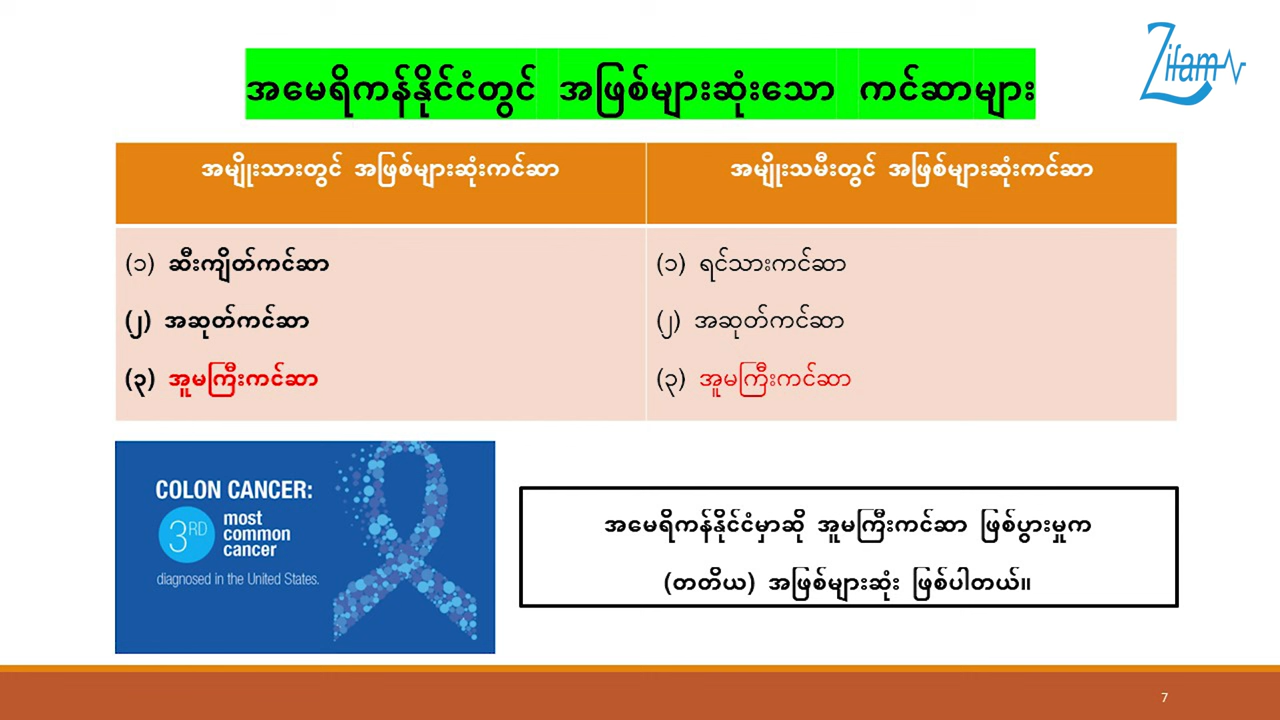 Zifam
အမေရိကန်နိုင်ငံတွင် အဖြစ်များဆုံးသော ကင်ဆာများ
အမျိုးသားတွင် အဖြစ်များဆုံးကင်ဆာ
အမျိုးသမီးတွင် အဖြစ်များဆုံးကင်ဆာ
(၁) ဆီးကျိတ်ကင်ဆာ
(၂) အဆုတ်ကင်ဆာ
(၃) အူမကြီးကင်ဆာ
(၁) ရင်သားကင်ဆာ
(၂) အဆုတ်ကင်ဆာ
(၃) အူမကြီးကင်ဆာ
COLON CANCER:
3RD
most
common
cancer
diagnosed in the United States.
အမေရိကန်နိုင်ငံမှာဆို အူမကြီးကင်ဆာ ဖြစ်ပွားမှုက
(တတိယ) အဖြစ်များဆုံး ဖြစ်ပါတယ်။
7